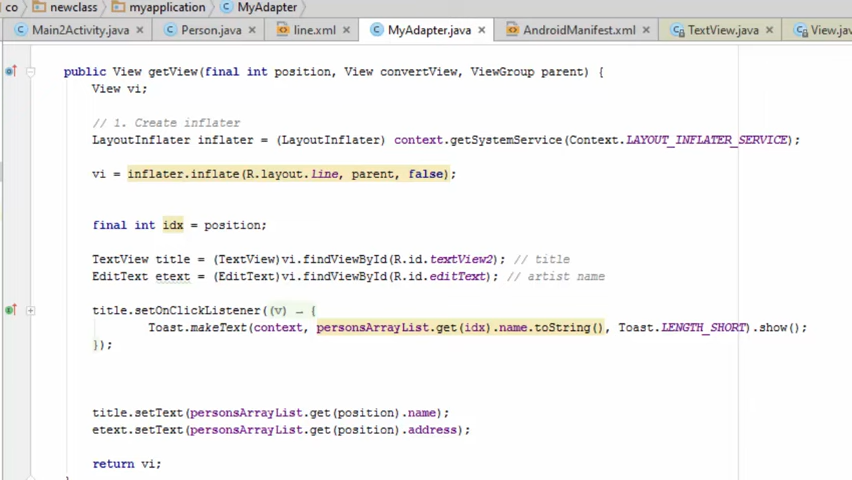 co newclass myapplication MyAdapter
Main2Activity.java × Person.java × line.xml × MyAdapter.java × AndroidManifest.xml × TextView.java × View.jav
public View getView(final int position, View convertView, ViewGroup parent) {
View vi;
// 1. Create inflater
LayoutInflater inflater = (LayoutInflater) context.getSystemService(Context.LAYOUT_INFLATER_SERVICE);
vi = inflater.inflate(R.layout.line, parent, false);
final int idx = position;
TextView title = (TextView)vi.findViewById(R.id.textView2); // title
EditText etext = (EditText)vi.findViewById(R.id.editText); // artist name
title.setOnClickListener((v) → {
Toast.makeText(context, personsArrayList.get(idx).name.toString(), Toast.LENGTH_SHORT).show();
});
title.setText(personsArrayList.get(position).name);
etext.setText(personsArrayList.get(position).address);
return vi;